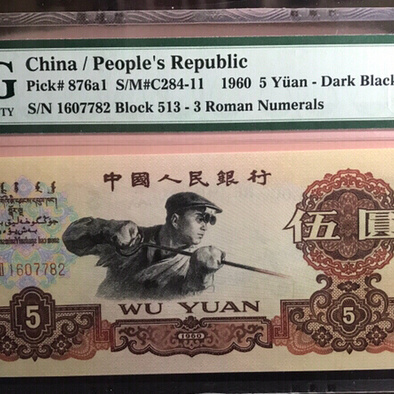 G
China / People's Republic
Pick# 876a1 S/M#C284-11 1960 5 Yüan - Dark Black
TY
S/N 1607782 Block 513 - 3 Roman Numerals
中國人民銀行
伍圓
1607782
WU YUAN
5
1960
5